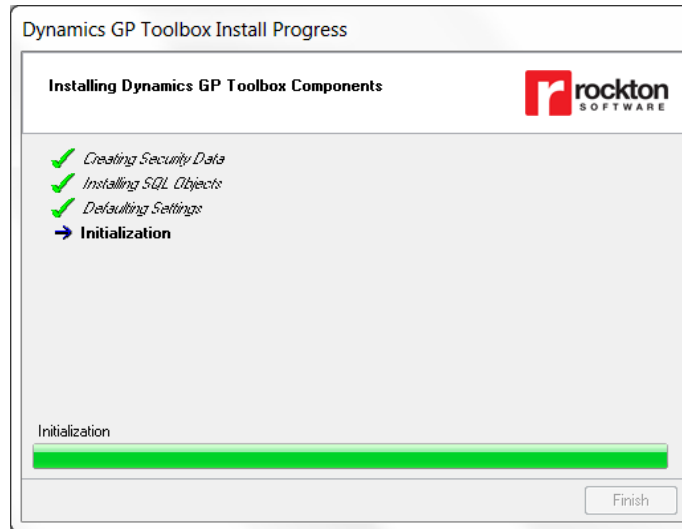 Dynamics GP Toolbox Install Progress
Installing Dynamics GP Toolbox Components
rockton
SOFTWARE
Creating Security Data
Installing SQL Objects
Defaulting Settings
Initialization
Initialization
Finish